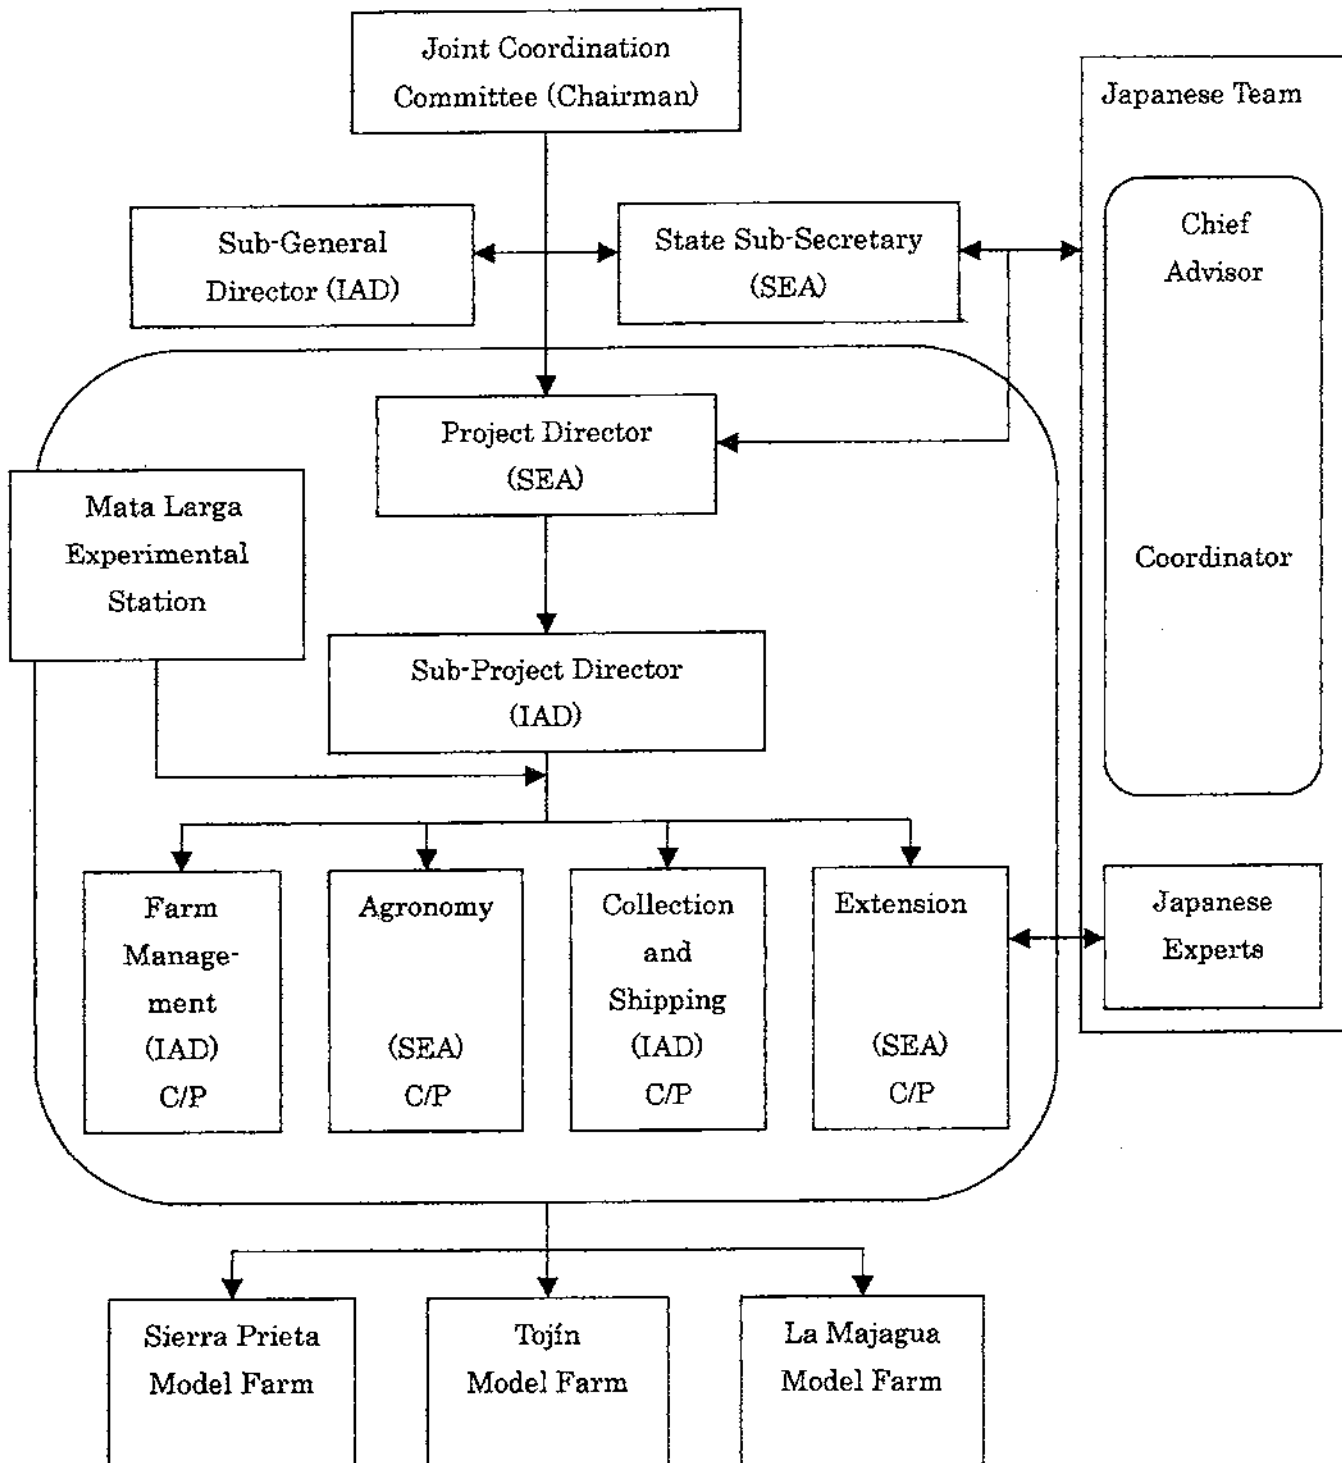 Joint Coordination
Committee (Chairman)
Japanese Team
Sub-General
Director (IAD)
State Sub-Secretary
(SEA)
Chief
Advisor
Coordinator
Project Director
(SEA)
Mata Larga
Experimental
Station
Sub-Project Director
(IAD)
Farm
Manage-
ment
(IAD)
C/P
Agronomy
(SEA)
C/P
Collection
and
Shipping
(IAD)
C/P
Extension
(SEA)
C/P
Japanese
Experts
Sierra Prieta
Model Farm
Tojín
Model Farm
La Majagua
Model Farm